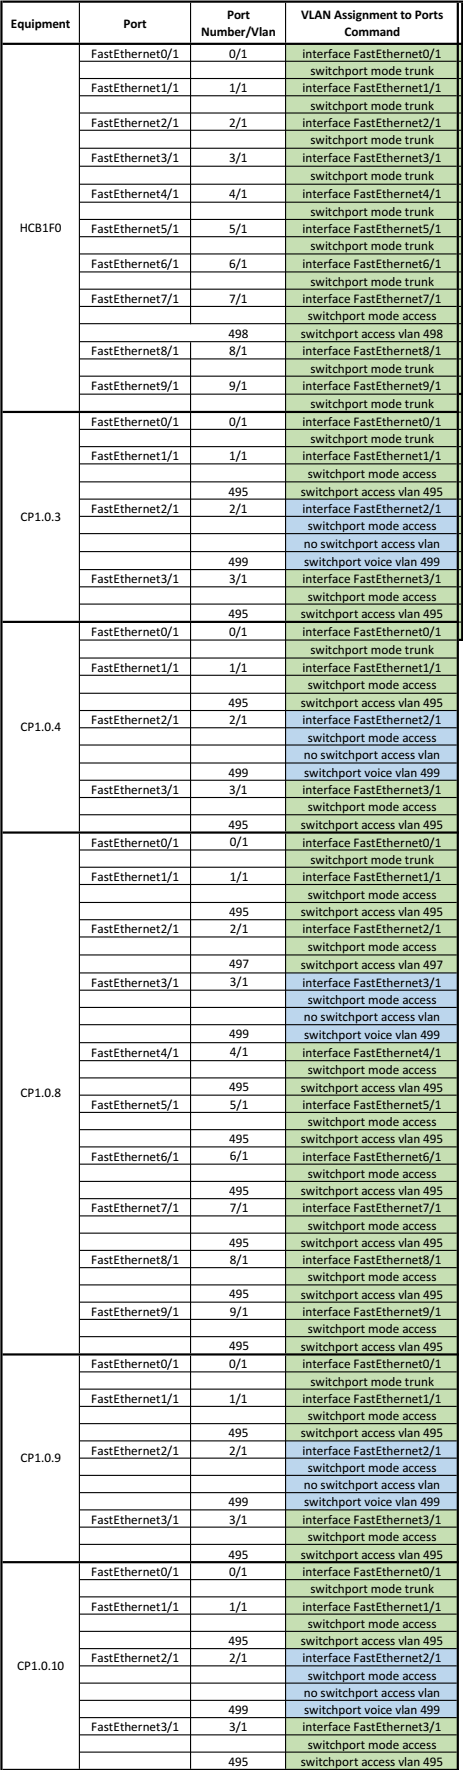 Equipment Port Port Number/Vlan VLAN Assignment to Ports Command
FastEthernet0/1 0/1 interface FastEthernet0/1
switchport mode trunk
FastEthernet1/1 1/1 interface FastEthernet1/1
switchport mode trunk
FastEthernet2/1 2/1 interface FastEthernet2/1
switchport mode trunk
FastEthernet3/1 3/1 interface FastEthernet3/1
switchport mode trunk
FastEthernet4/1 4/1 interface FastEthernet4/1
switchport mode trunk
HCB1F0 FastEthernet5/1 5/1 interface FastEthernet5/1
switchport mode trunk
FastEthernet6/1 6/1 interface FastEthernet6/1
switchport mode trunk
FastEthernet7/1 7/1 interface FastEthernet7/1
switchport mode access
498 switchport access vlan 498
FastEthernet8/1 8/1 interface FastEthernet8/1
switchport mode trunk
FastEthernet9/1 9/1 interface FastEthernet9/1
switchport mode trunk
FastEthernet0/1 0/1 interface FastEthernet0/1
switchport mode trunk
FastEthernet1/1 1/1 interface FastEthernet1/1
switchport mode access
495 switchport access vlan 495
CP1.0.3 FastEthernet2/1 2/1 interface FastEthernet2/1
switchport mode access
no switchport access vlan
499 switchport voice vlan 499
FastEthernet3/1 3/1 interface FastEthernet3/1
switchport mode access
495 switchport access vlan 495
FastEthernet0/1 0/1 interface FastEthernet0/1
switchport mode trunk
FastEthernet1/1 1/1 interface FastEthernet1/1
switchport mode access
495 switchport access vlan 495
CP1.0.4 FastEthernet2/1 2/1 interface FastEthernet2/1
switchport mode access
no switchport access vlan
499 switchport voice vlan 499
FastEthernet3/1 3/1 interface FastEthernet3/1
switchport mode access
495 switchport access vlan 495
FastEthernet0/1 0/1 interface FastEthernet0/1
switchport mode trunk
FastEthernet1/1 1/1 interface FastEthernet1/1
switchport mode access
495 switchport access vlan 495
FastEthernet2/1 2/1 interface FastEthernet2/1
switchport mode access
497 switchport access vlan 497
FastEthernet3/1 3/1 interface FastEthernet3/1
switchport mode access
no switchport access vlan
499 switchport voice vlan 499
FastEthernet4/1 4/1 interface FastEthernet4/1
switchport mode access
CP1.0.8 495 switchport access vlan 495
FastEthernet5/1 5/1 interface FastEthernet5/1
switchport mode access
495 switchport access vlan 495
FastEthernet6/1 6/1 interface FastEthernet6/1
switchport mode access
495 switchport access vlan 495
FastEthernet7/1 7/1 interface FastEthernet7/1
switchport mode access
495 switchport access vlan 495
FastEthernet8/1 8/1 interface FastEthernet8/1
switchport mode access
495 switchport access vlan 495
FastEthernet9/1 9/1 interface FastEthernet9/1
switchport mode access
495 switchport access vlan 495
FastEthernet0/1 0/1 interface FastEthernet0/1
switchport mode trunk
FastEthernet1/1 1/1 interface FastEthernet1/1
switchport mode access
495 switchport access vlan 495
CP1.0.9 FastEthernet2/1 2/1 interface FastEthernet2/1
switchport mode access
no switchport access vlan
499 switchport voice vlan 499
FastEthernet3/1 3/1 interface FastEthernet3/1
switchport mode access
495 switchport access vlan 495
FastEthernet0/1 0/1 interface FastEthernet0/1
switchport mode trunk
FastEthernet1/1 1/1 interface FastEthernet1/1
switchport mode access
495 switchport access vlan 495
CP1.0.10 FastEthernet2/1 2/1 interface FastEthernet2/1
switchport mode access
no switchport access vlan
499 switchport voice vlan 499
FastEthernet3/1 3/1 interface FastEthernet3/1
switchport mode access
495 switchport access vlan 495